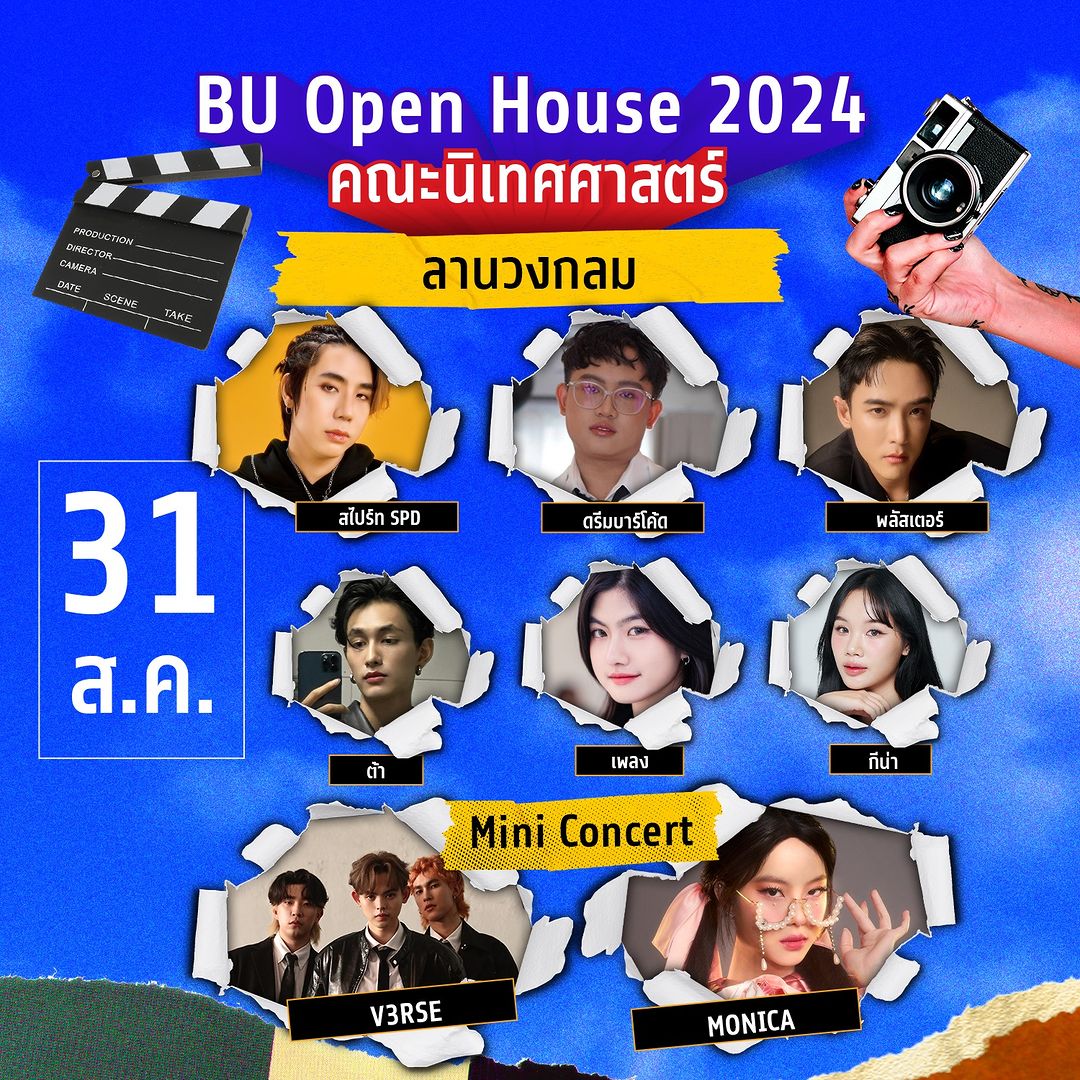 BU Open House 2024
คณะนิเทศศาสตร์
ลานวงกลม
PRODUCTION
DIRECTOR
CAMERA
DATE SCENE TAKE
31
ส.ค.
สไปร์ท SPD
ดรีมบาร์โค้ด
พลัสเตอร์
ต้า
เพลง
กีน่า
Mini Concert
V3RSE
MONICA